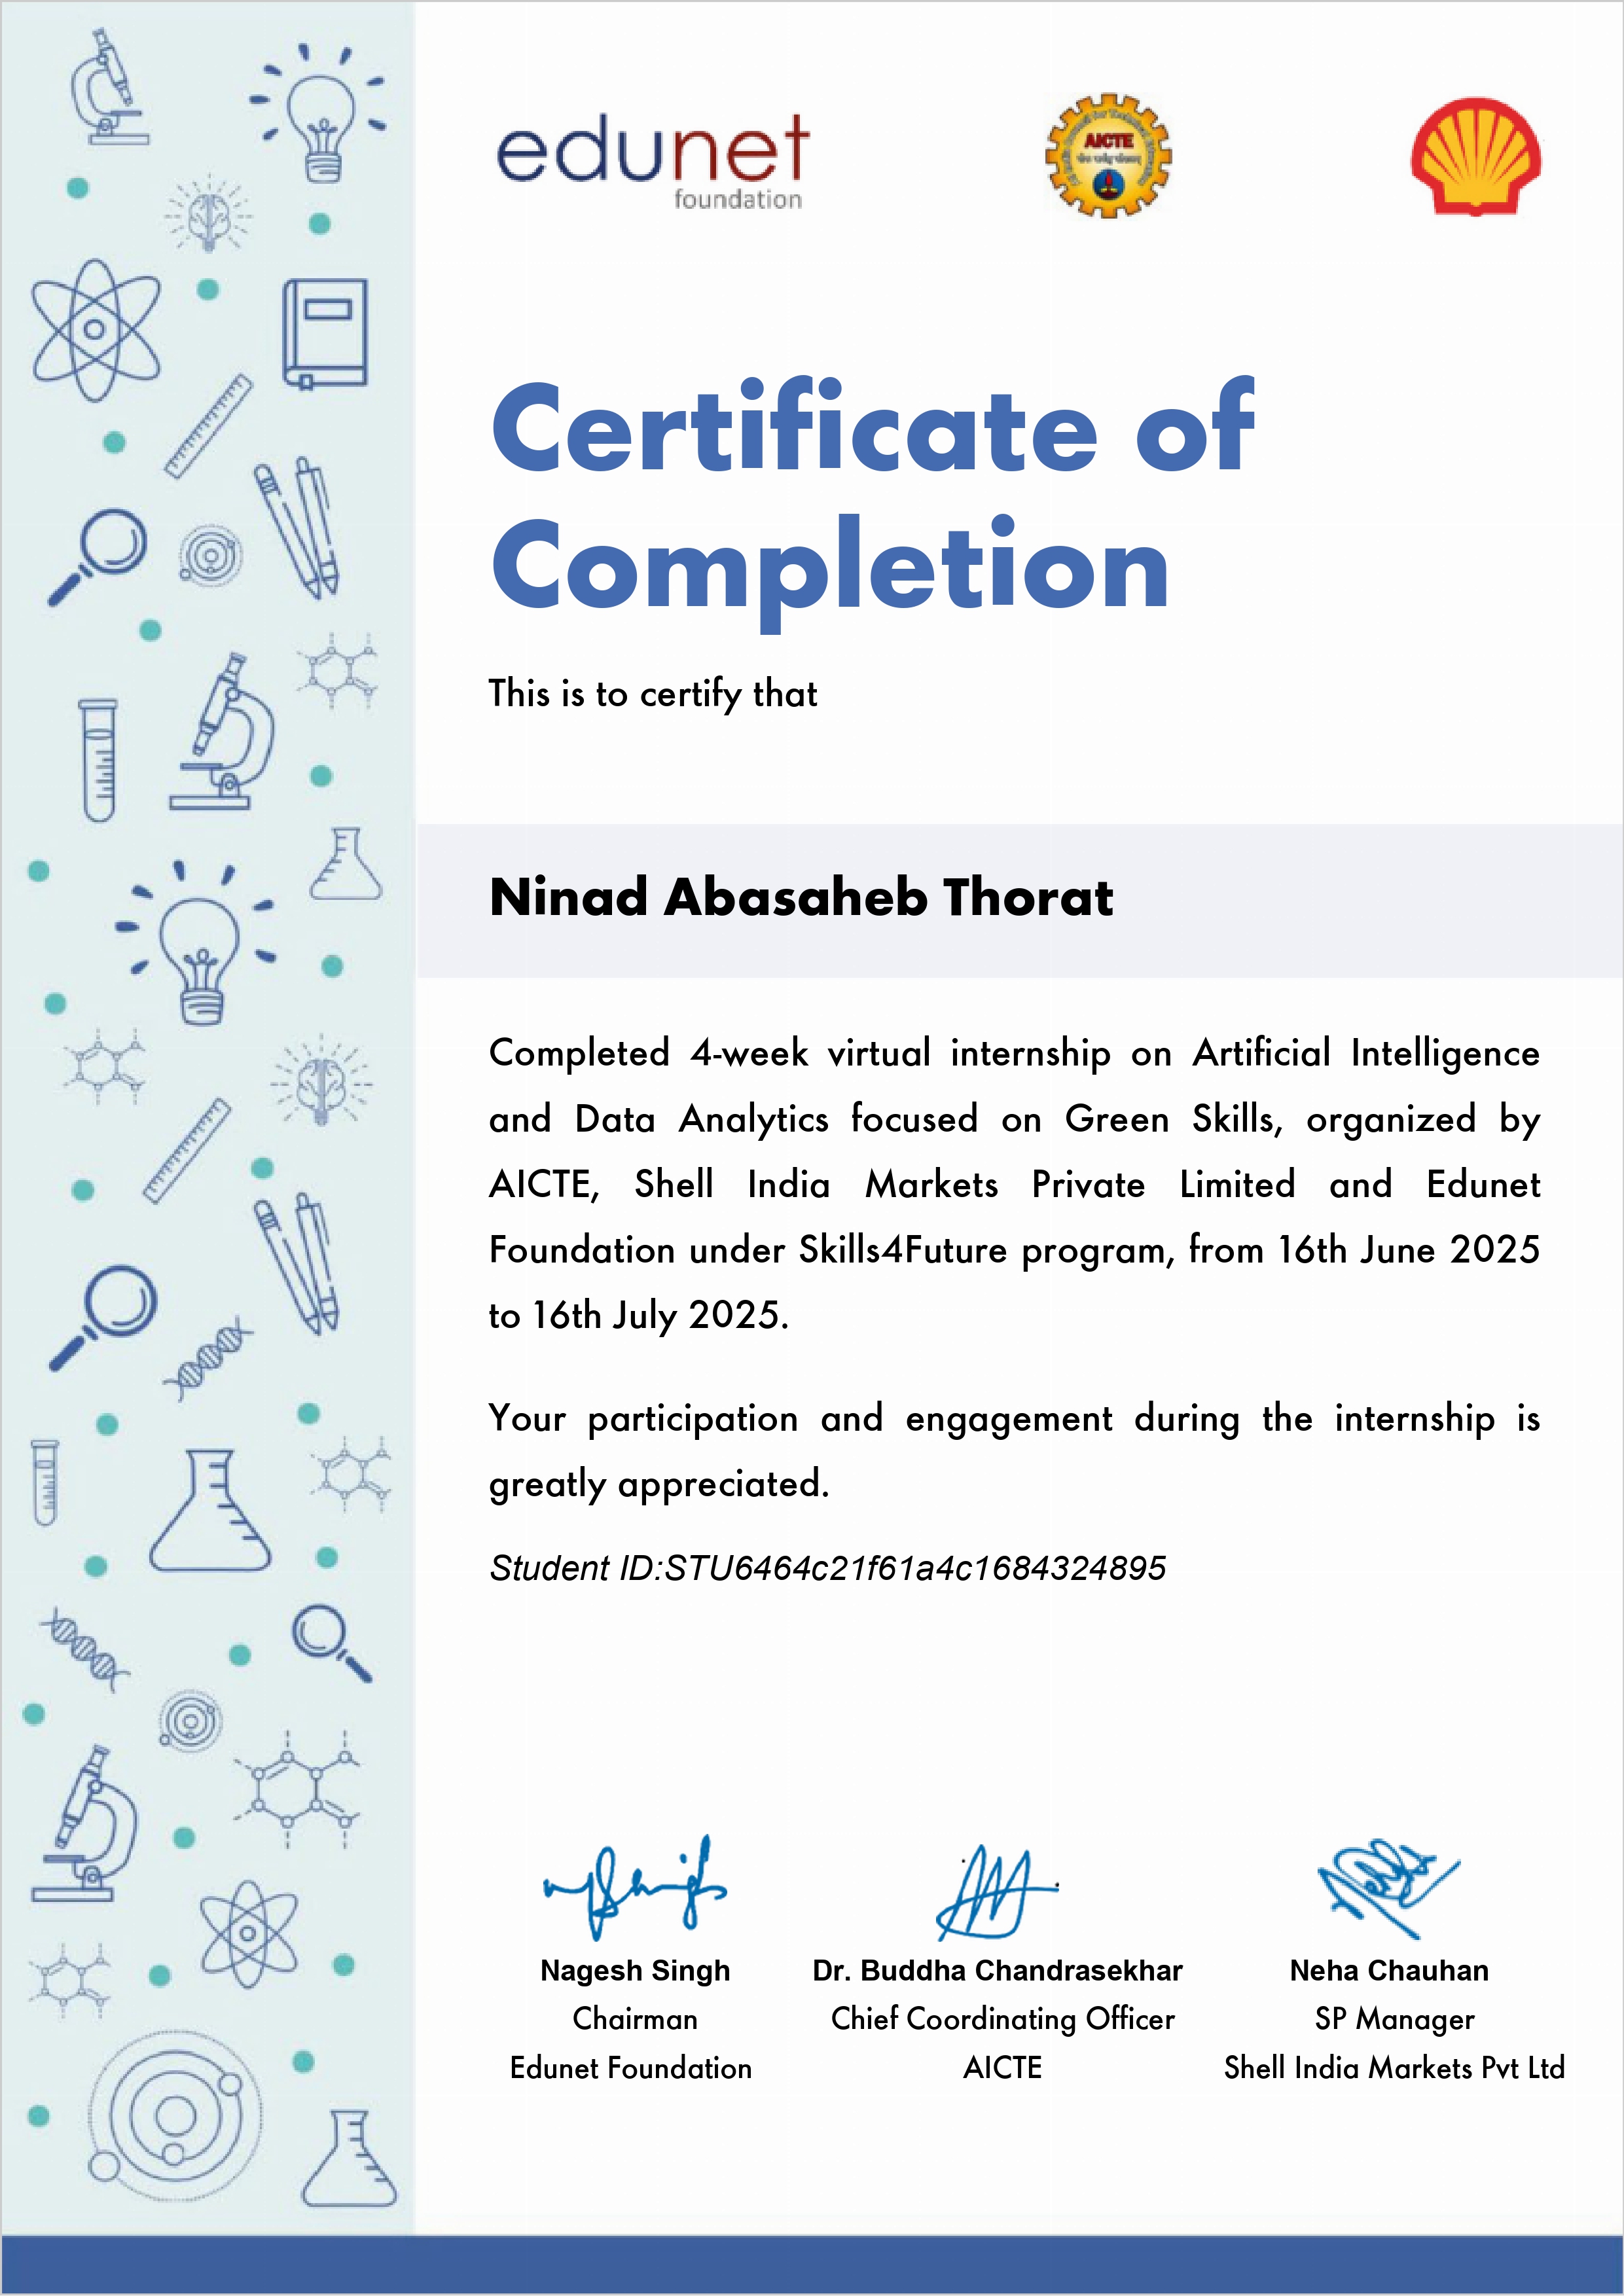 edunet
foundation
AICTE
Certificate of
Completion
This is to certify that
Ninad Abasaheb Thorat
Completed 4-week virtual internship on Artificial Intelligence
and Data Analytics focused on Green Skills, organized by
AICTE, Shell India Markets Private Limited and Edunet
Foundation under Skills4Future program, from 16th June 2025
to 16th July 2025.
Your participation and engagement during the internship is
greatly appreciated.
Student ID:STU6464c21f61a4c1684324895
Nagesh Singh
Chairman
Edunet Foundation
Dr. Buddha Chandrasekhar
Chief Coordinating Officer
AICTE
Neha Chauhan
SP Manager
Shell India Markets Pvt Ltd